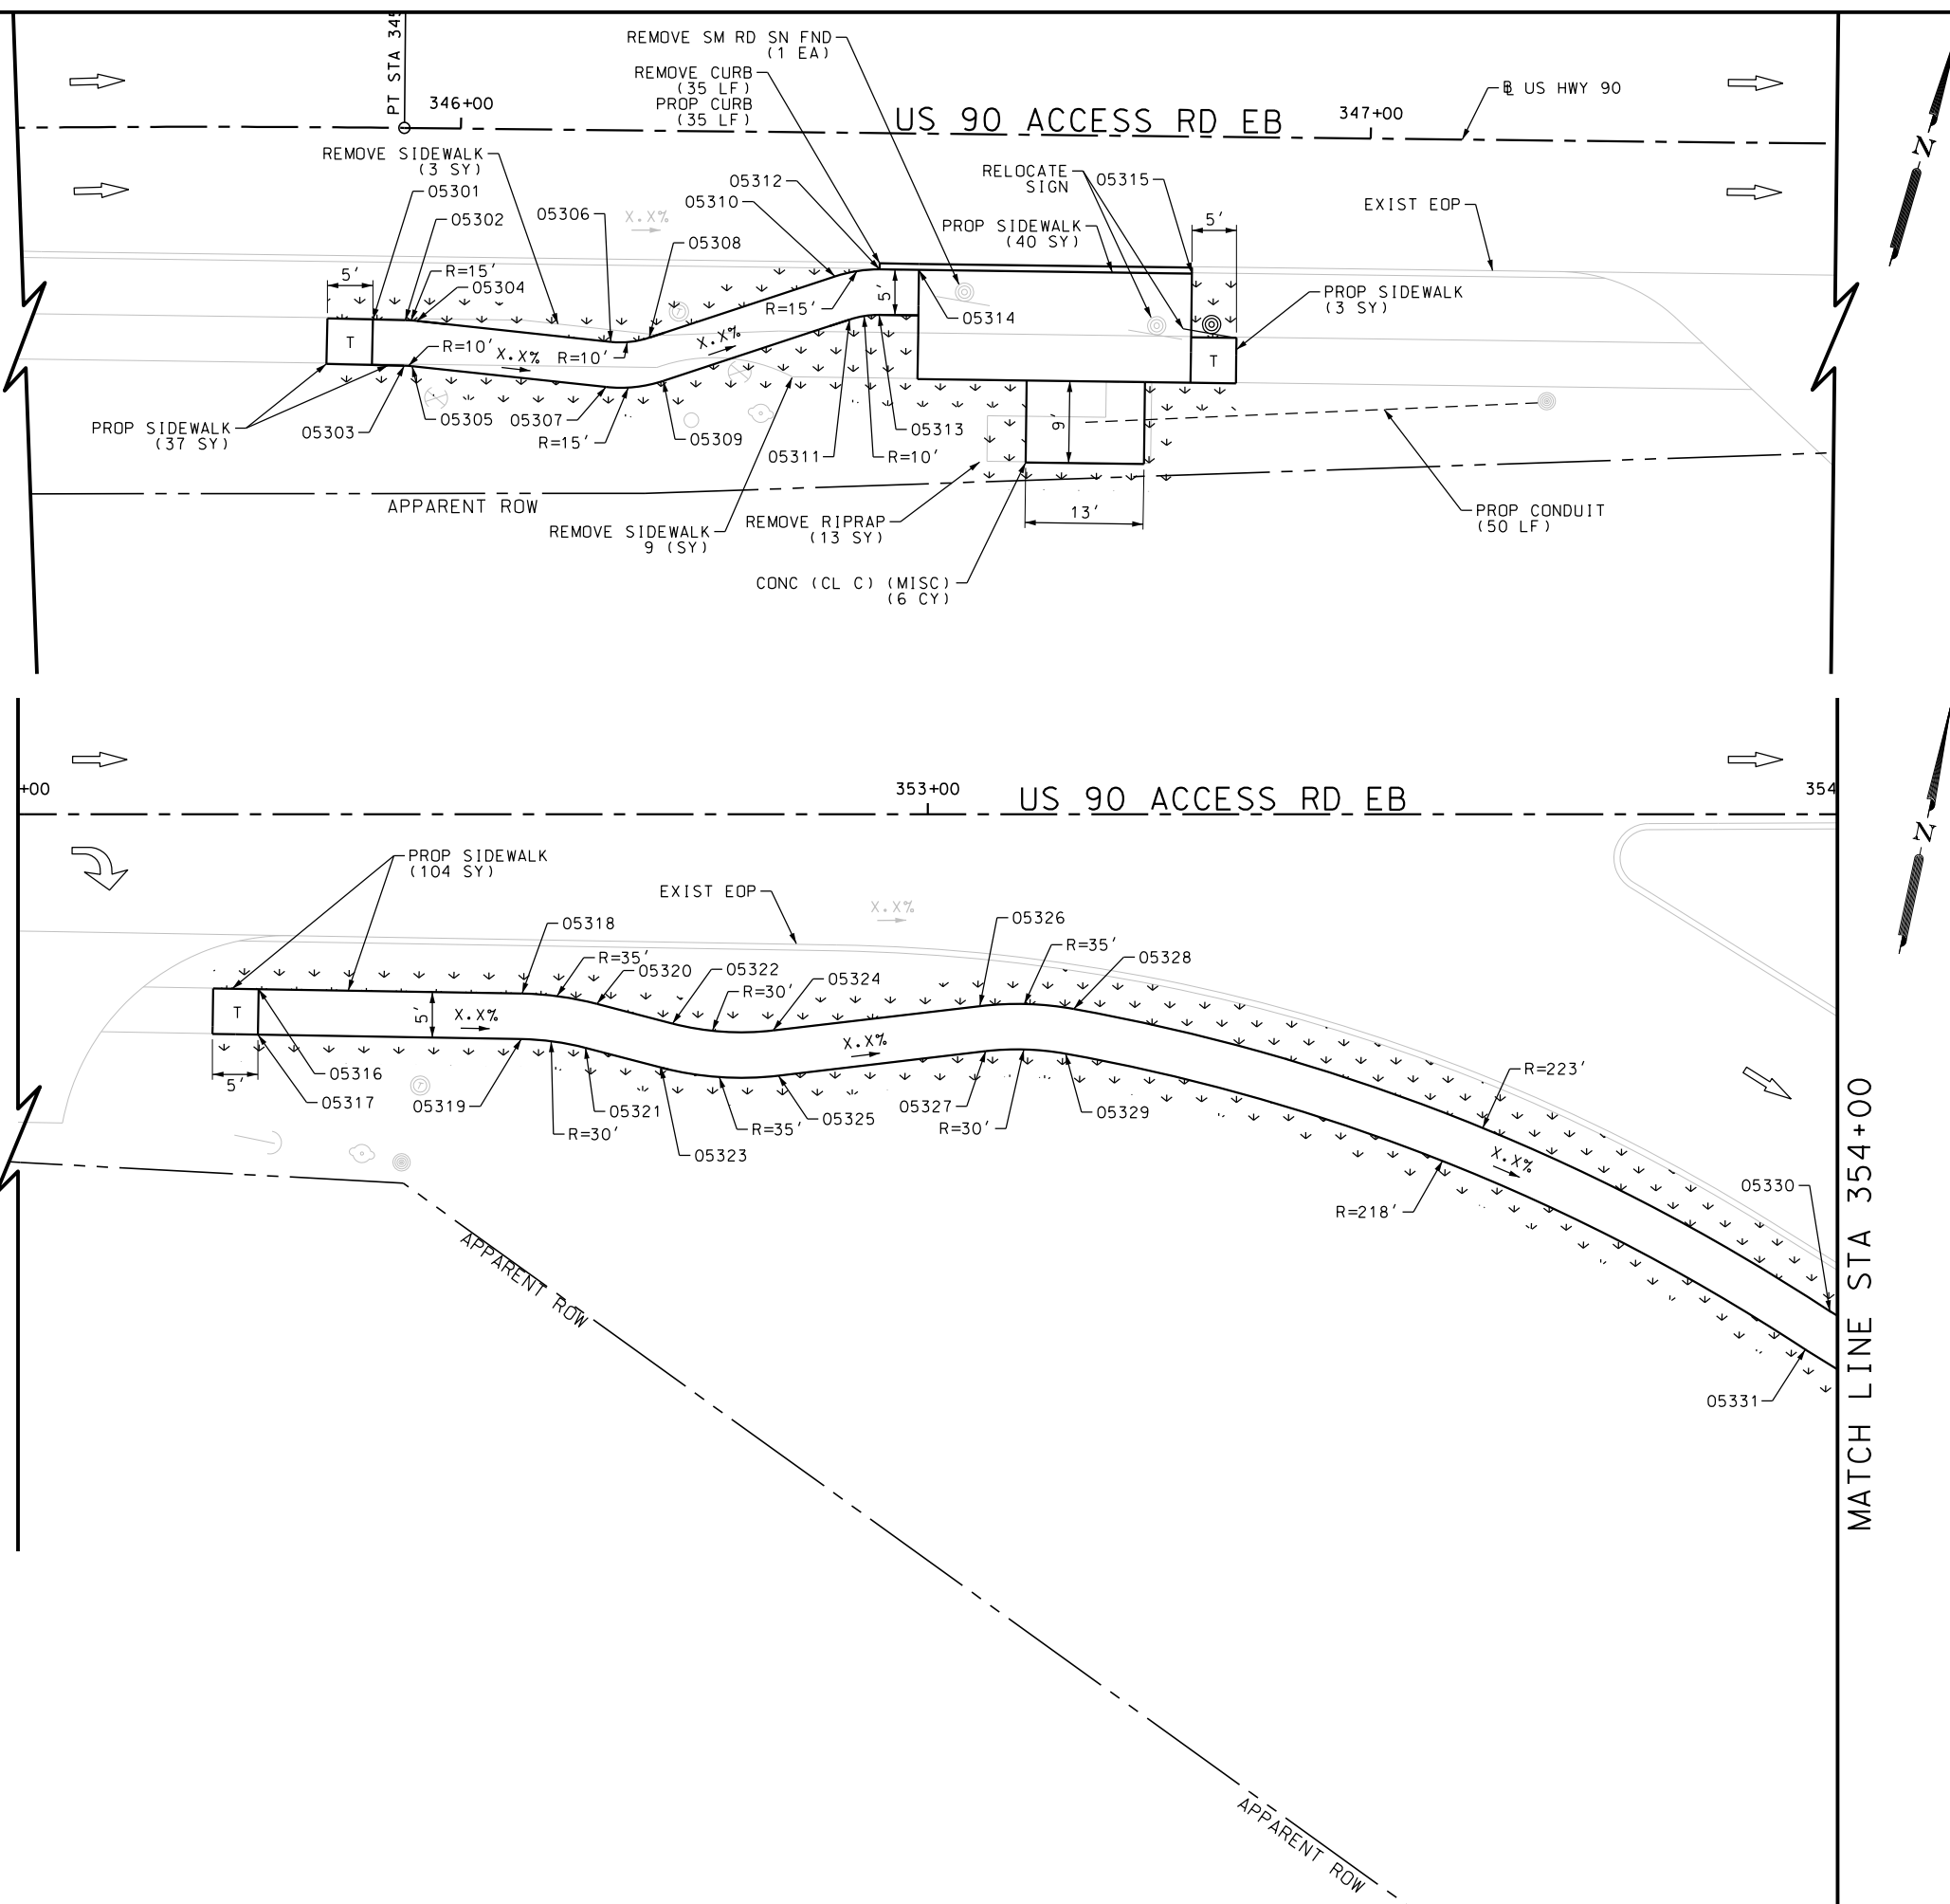 REMOVE SM RD SN FND
(1 EA)
REMOVE CURB
(35 LF)
PROP CURB
(35 LF)
PT STA 345
346+00
US 90 ACCESS RD EB
347+00
B US HWY 90
N
REMOVE SIDEWALK
(3 SY)
05301
05302
05306
X.X%
05308
05312
05310
RELOCATE
SIGN
05315
PROP SIDEWALK
(40 SY)
5'
EXIST EOP
5'
R=15'
05304
R=15'
5'
05314
PROP SIDEWALK
(3 SY)
T
R=10'
X.X%
R=10'
X.X%
T
PROP SIDEWALK
(37 SY)
05303
05305
05307
R=15'
05309
05311
R=10'
05313
9'
APPARENT ROW
REMOVE SIDEWALK
9 (SY)
REMOVE RIPRAP
(13 SY)
13'
PROP CONDUIT
(50 LF)
CONC (CL C) (MISC)
(6 CY)
+00
353+00
US 90 ACCESS RD EB
354
N
PROP SIDEWALK
(104 SY)
EXIST EOP
X.X%
05318
R=35'
05320
05322
R=30'
05324
05326
R=35'
05328
T
5'
X.X%
X.X%
5'
05316
05317
05319
R=30'
05321
05323
R=35'
05325
05327
R=30'
05329
R=223'
X.X%
R=218'
05330
05331
MATCH LINE STA 354+00
APPARENT ROW
APPARENT ROW